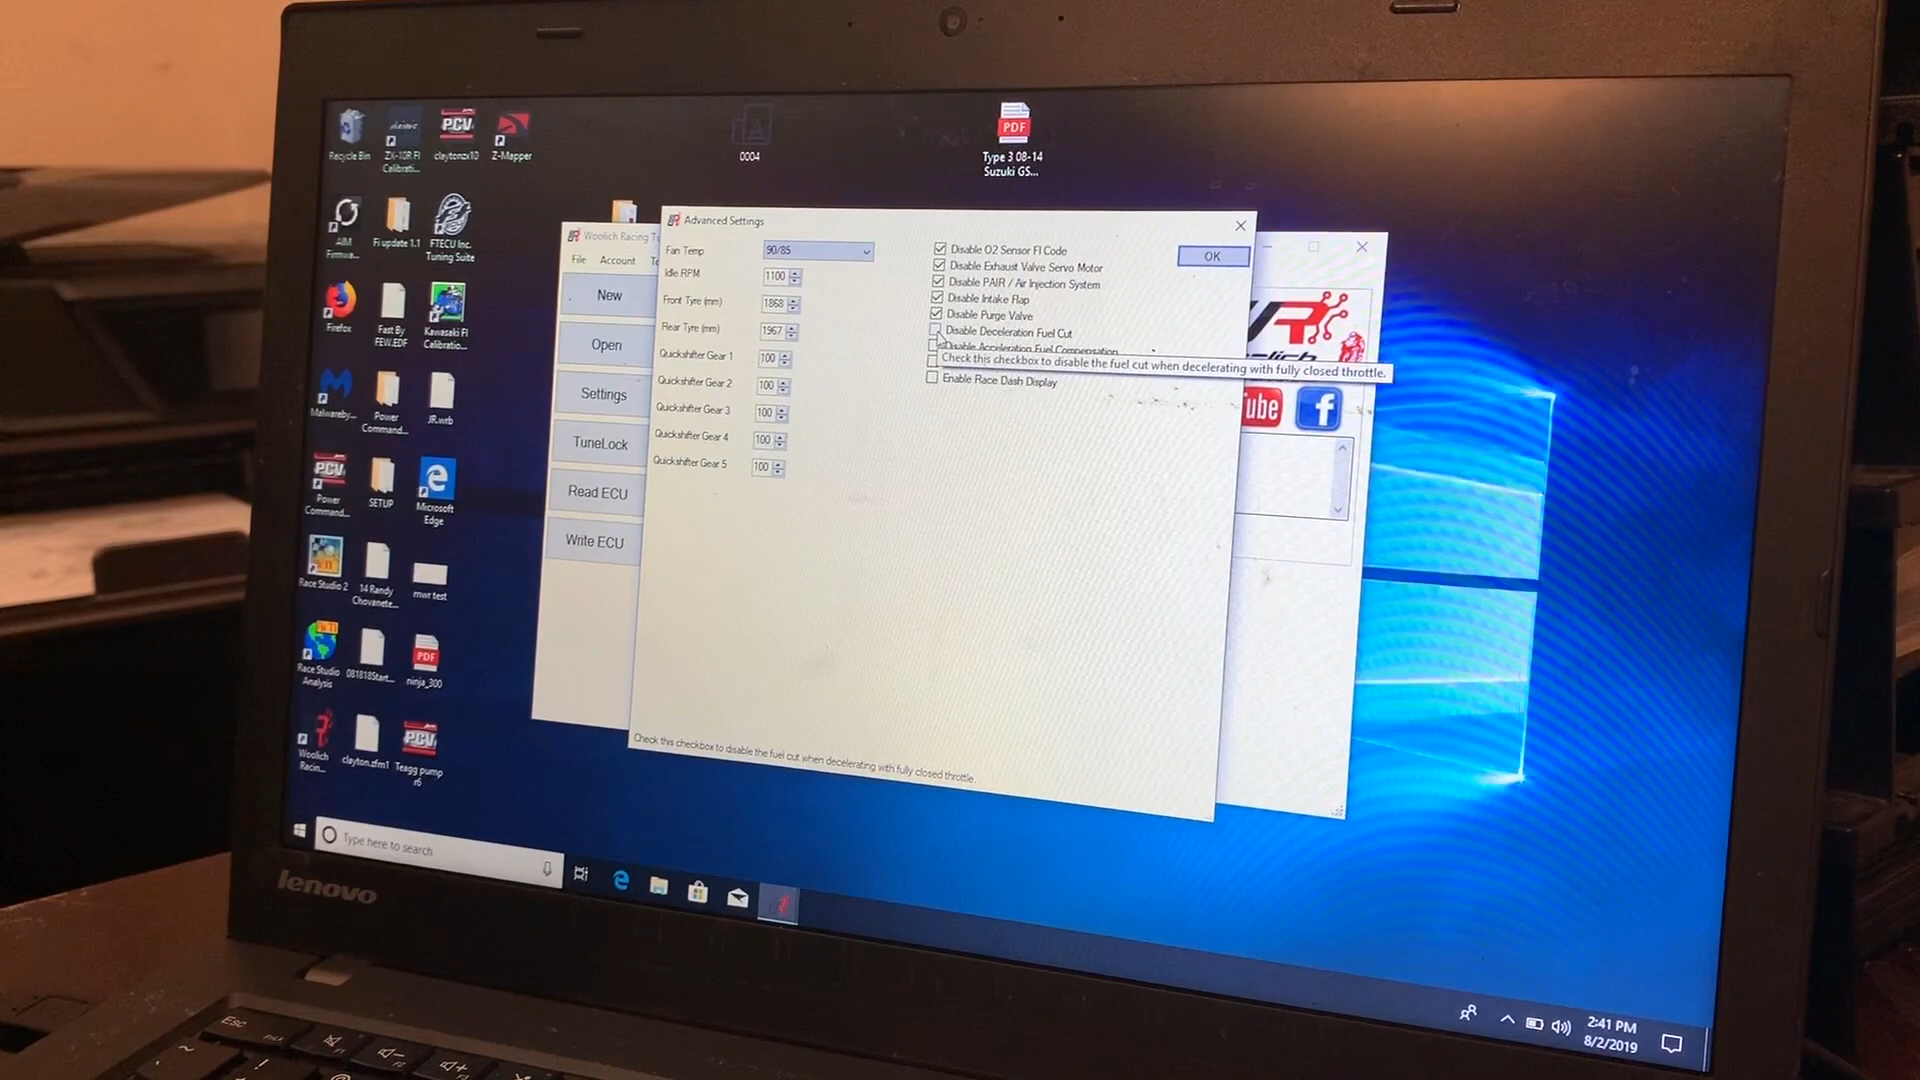 Recycle Bin
ZX-10R FI
Calibrati...
PCV
claytonzx10
Z-Mapper
0004
PDF
Type 3 08-14
Suzuki GS...
AIM
Firmwa...
Fi update 1.1
FTECU Inc.
Tuning Suite
Firefox
Fast By
FEW.EDF
Kawasaki FI
Calibratio...
Malwareby...
Power
Command...
JR.wrb
PCV
Power
Command...
SETUP
Microsoft
Edge
Race Studio 2
14 Randy
Chovanete...
mwr test
Race Studio
Analysis
081818Start...
PDF
ninja_300
Woolich
Racin...
clayton.zfm1
PCV
Teagg pump
r6
Woolich Racing Tu
File Account To
New
Open
Settings
TuneLock
Read ECU
Write ECU
Advanced Settings
Fan Temp 90/85
Idle RPM 1100
Front Tyre (mm) 1868
Rear Tyre (mm) 1967
Quickshifter Gear 1 100
Quickshifter Gear 2 100
Quickshifter Gear 3 100
Quickshifter Gear 4 100
Quickshifter Gear 5 100
Disable O2 Sensor FI Code
Disable Exhaust Valve Servo Motor
Disable PAIR / Air Injection System
Disable Intake Flap
Disable Purge Valve
Disable Deceleration Fuel Cut
Disable Acceleration Fuel Compensation
Check this checkbox to disable the fuel cut when decelerating with fully closed throttle.
Enable Race Dash Display
OK
Check this checkbox to disable the fuel cut when decelerating with fully closed throttle.
R
olich
ube
f
Type here to search
2:41 PM
8/2/2019
lenovo
Esc